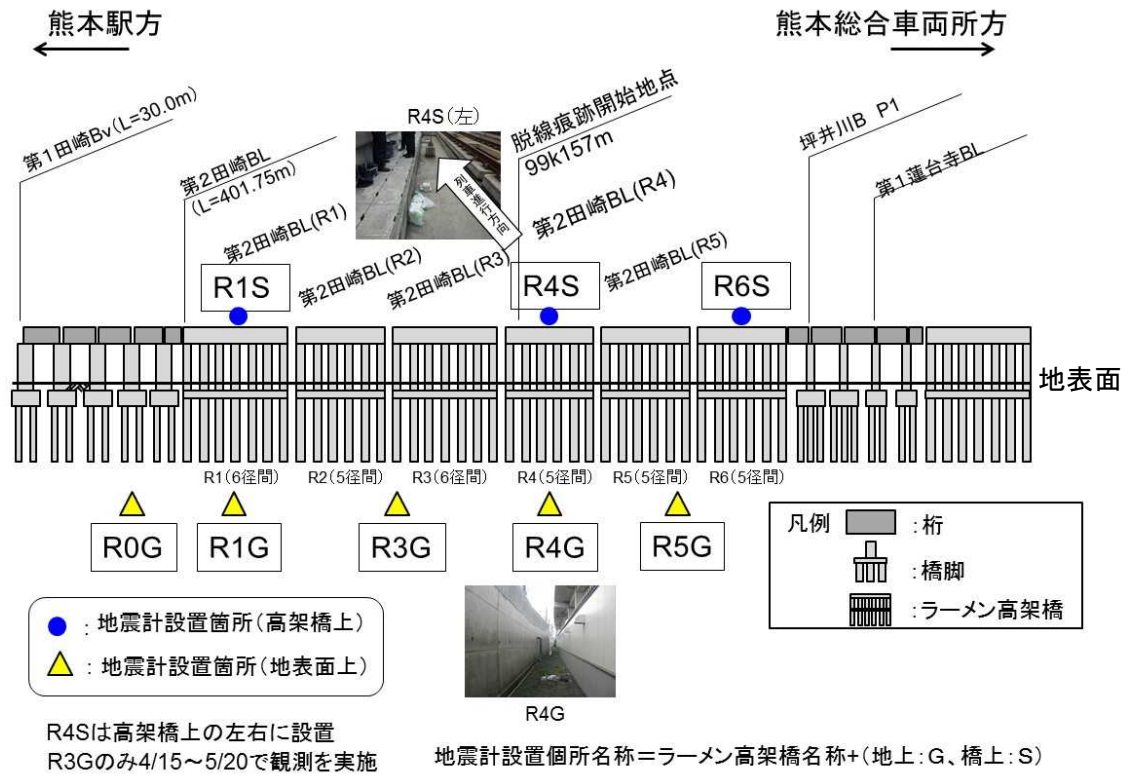 熊本駅方
熊本総合車両所方
第1田崎Bv(L=30.0m)
第2田崎BL
(L=401.75m)
R4S(左)
列車進行方向
脱線痕跡開始地点
99k157m
坪井川B P1
第1蓮台寺BL
第2田崎BL(R1)
第2田崎BL(R2)
第2田崎BL(R3)
第2田崎BL(R4)
第2田崎BL(R5)
R1S
R4S
R6S
地表面
R1(6径間)
R2(5径間)
R3(6径間)
R4(5径間)
R5(5径間)
R6(5径間)
R0G
R1G
R3G
R4G
R5G
凡例
:桁
:橋脚
:ラーメン高架橋
:地震計設置箇所(高架橋上)
:地震計設置箇所(地表面上)
R4G
R4Sは高架橋上の左右に設置
R3Gのみ4/15～5/20で観測を実施
地震計設置個所名称=ラーメン高架橋名称+(地上:G、橋上:S)